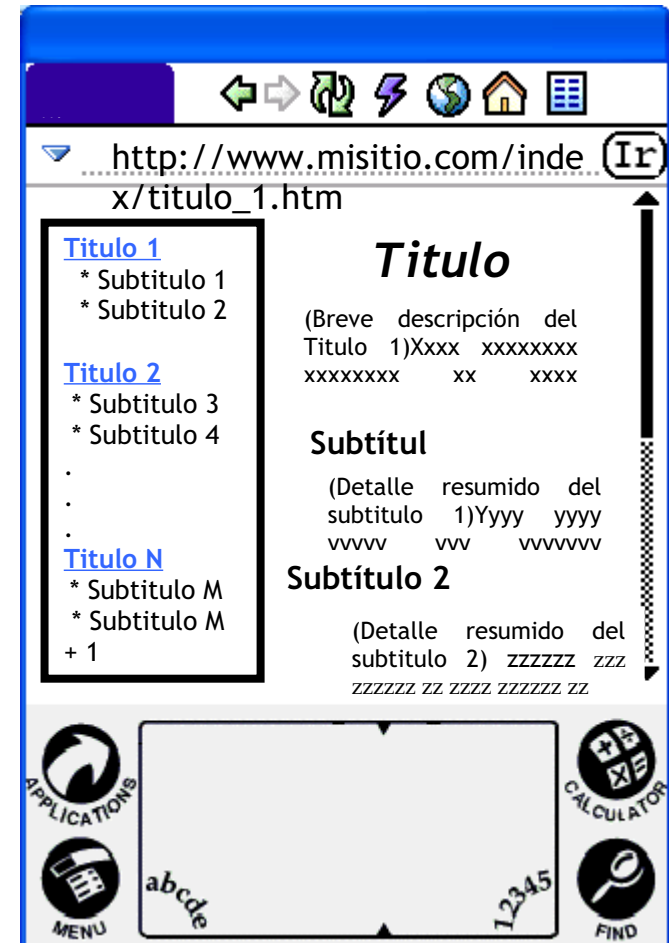 http://www.misitio.com/inde
x/titulo_1.htm
Ir
Titulo 1
* Subtitulo 1
* Subtitulo 2
Titulo 2
* Subtitulo 3
* Subtitulo 4
.
.
.
Titulo N
* Subtitulo M
* Subtitulo M
+ 1
Titulo
(Breve descripción del
Titulo 1)Xxxx xxxxxxxx
xxxxxxxx xx xxxx
Subtítul
(Detalle resumido del
subtitulo 1)Yyyy yyyy
vvvvv vvv vvvvvvv
Subtítulo 2
(Detalle resumido del
subtitulo 2) zzzzzz zzz
zzzzzz zz zzzz zzzzzz zz
APPLICATIONS
MENU
abcde
12345
CALCULATOR
FIND